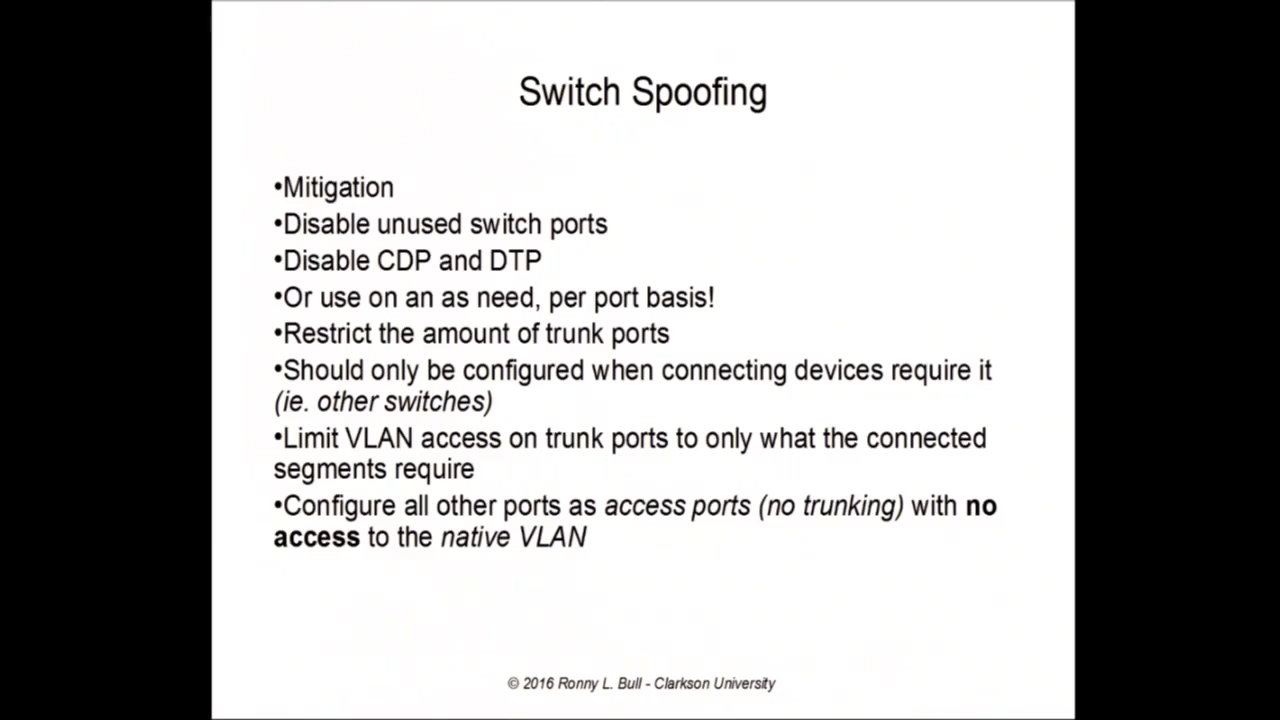 Switch Spoofing
•Mitigation
•Disable unused switch ports
•Disable CDP and DTP
•Or use on an as need, per port basis!
•Restrict the amount of trunk ports
•Should only be configured when connecting devices require it
(ie. other switches)
•Limit VLAN access on trunk ports to only what the connected
segments require
•Configure all other ports as access ports (no trunking) with no
access to the native VLAN
© 2016 Ronny L. Bull - Clarkson University